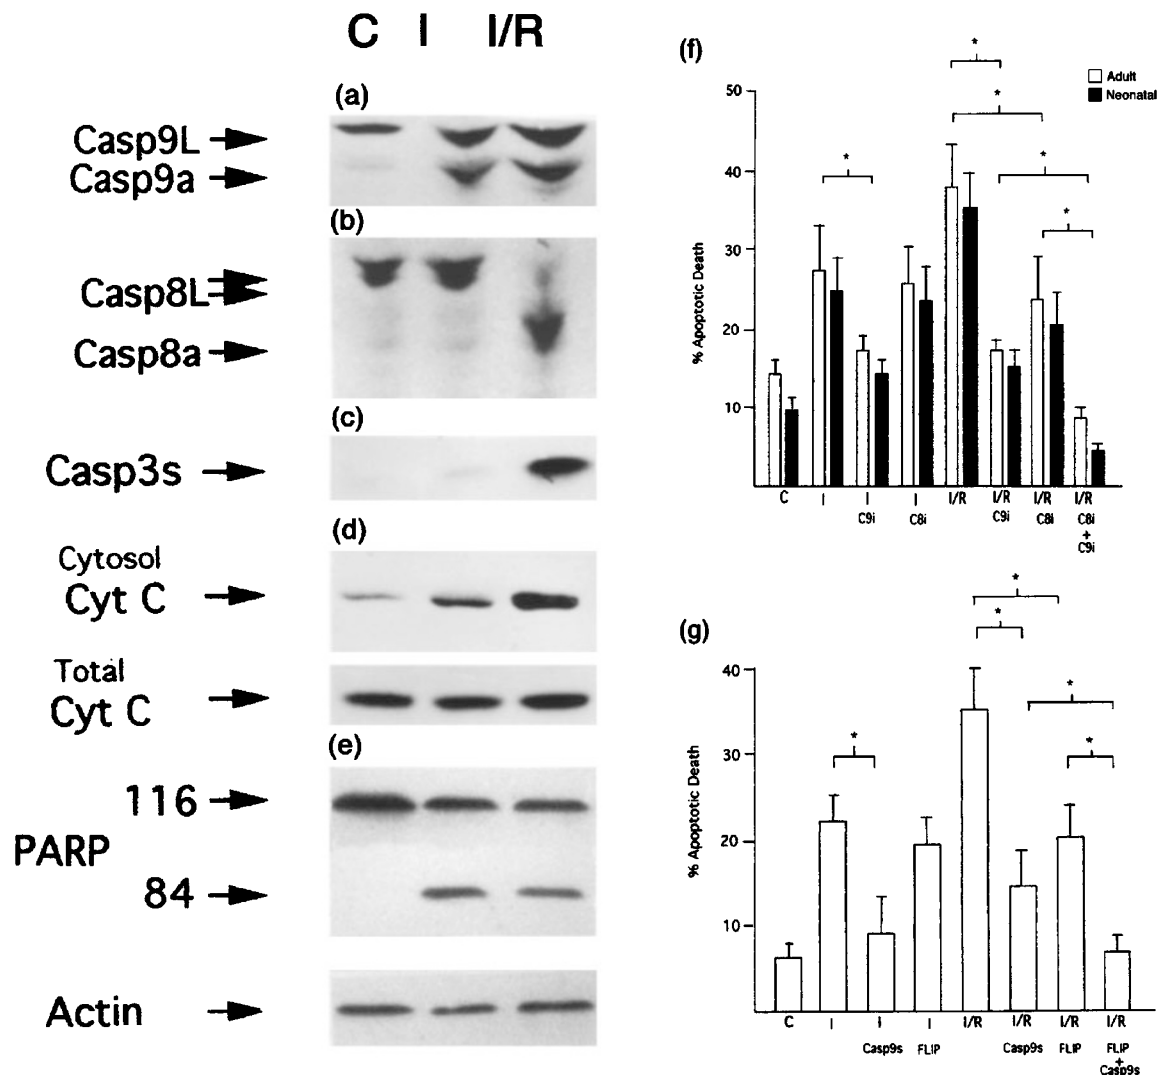 C I I/R
(a)
Casp9L
Casp9a
(b)
Casp8L
Casp8a
(c)
Casp3s
(d)
Cytosol
Cyt C
Total
Cyt C
(e)
116
PARP
84
Actin
(f)
*
*
*
*
*
Adult
Neonatal
50
40
30
20
10
% Apoptotic Death
C I I I I/R I/R I/R I/R
C9i C8i C9i C8i C8i
+
C9i
(g)
*
*
*
*
*
40
30
20
10
% Apoptotic Death
C I I I I/R I/R I/R I/R
Casp9s FLIP Casp9s FLIP FLIP
+
Casp9s